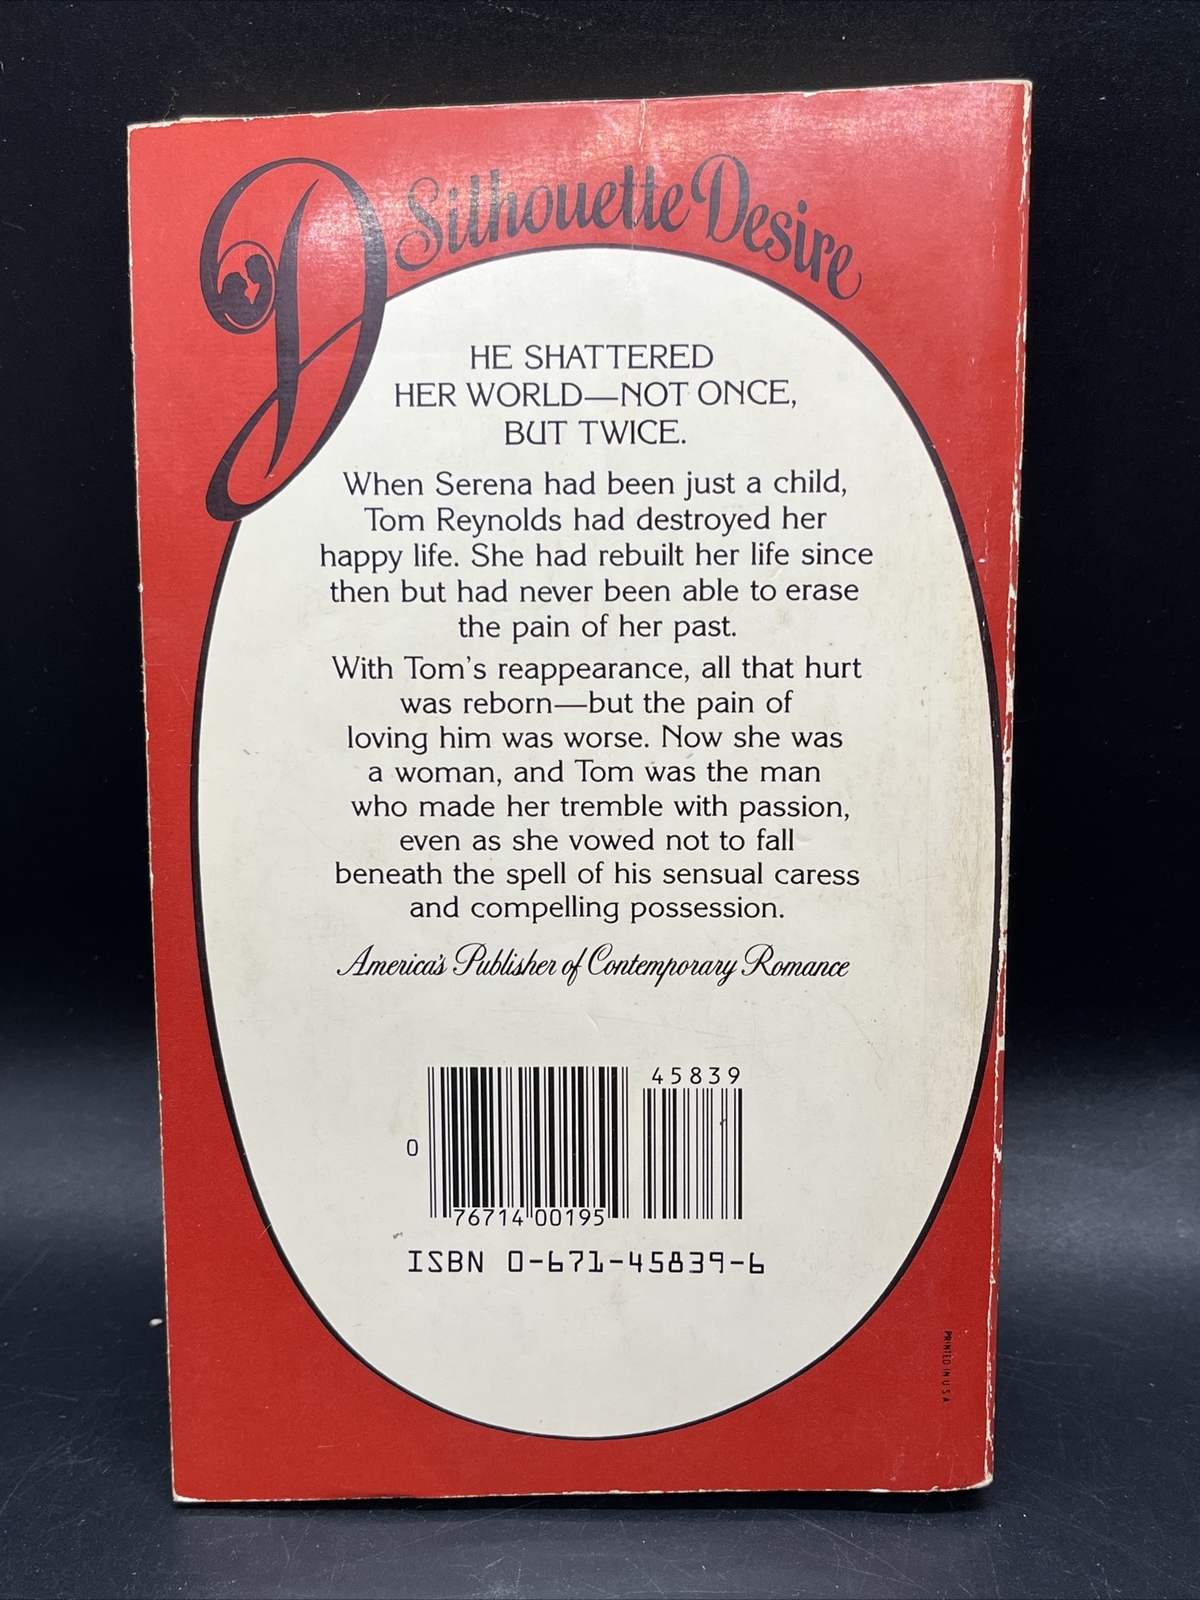 Silhouette Desire
HE SHATTERED
HER WORLD—NOT ONCE,
BUT TWICE.
When Serena had been just a child,
Tom Reynolds had destroyed her
happy life. She had rebuilt her life since
then but had never been able to erase
the pain of her past.
With Tom's reappearance, all that hurt
was reborn—but the pain of
loving him was worse. Now she was
a woman, and Tom was the man
who made her tremble with passion,
even as she vowed not to fall
beneath the spell of his sensual caress
and compelling possession.
America's Publisher of Contemporary Romance
45839
0
76714 00195
ISBN 0-671-45839-6
PRINTED IN U S A